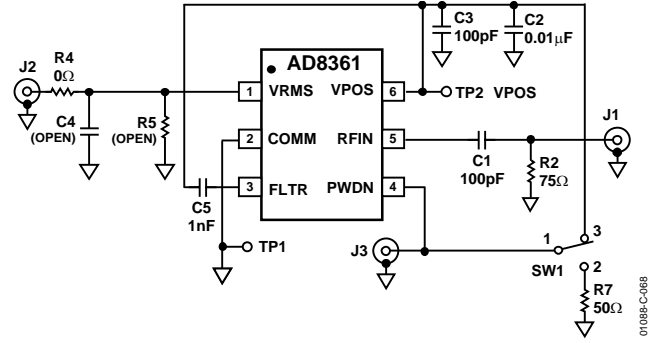 C3
100pF
C2
0.01μF
J2
R4
0Ω
AD8361
1 VRMS VPOS 6
TP2 VPOS
C4
(OPEN)
R5
(OPEN)
2 COMM RFIN 5
J1
C1
100pF
R2
75Ω
3 FLTR PWDN 4
C5
1nF
TP1
J3
1
3
SW1
2
R7
50Ω
01088-C-068